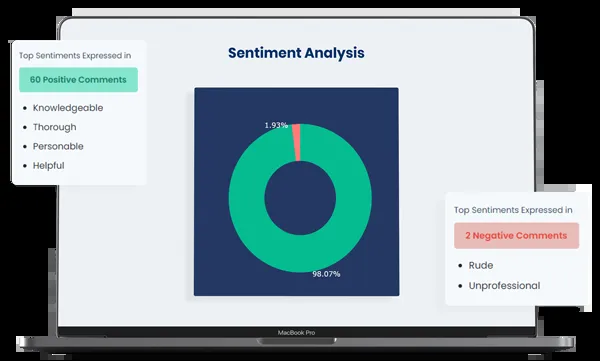 Sentiment Analysis
Top Sentiments Expressed in
60 Positive Comments
Knowledgeable
Thorough
Personable
Helpful
1.93%
98.07%
Top Sentiments Expressed in
2 Negative Comments
Rude
Unprofessional
MacBook Pro